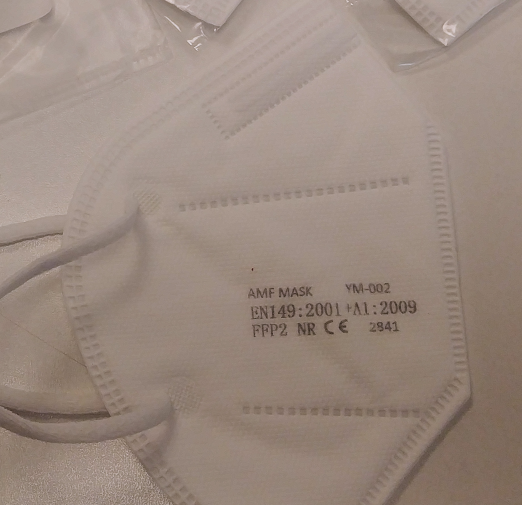 AMF MASK YM-002
EN149:2001+A1:2009
FFP2 NR CE 2841